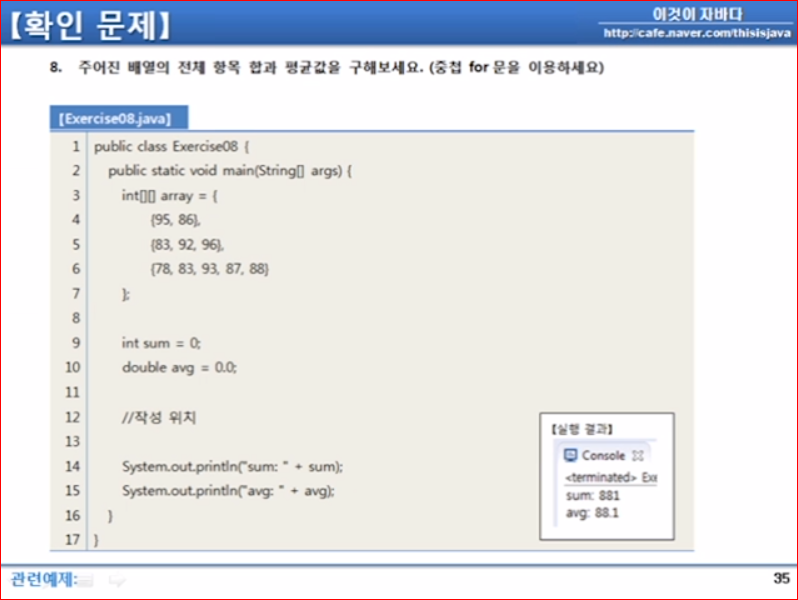 【확인 문제】
이것이 자바다
http://cafe.naver.com/thisisjava
8. 주어진 배열의 전체 항목 합과 평균값을 구해보세요. (중첩 for 문을 이용하세요)
[Exercise08.java]
1 public class Exercise08 {
2 public static void main(String[] args) {
3 int[][] array = {
4 {95, 86},
5 {83, 92, 96},
6 {78, 83, 93, 87, 88}
7 };
8
9 int sum = 0;
10 double avg = 0.0;
11
12 //작성 위치
13
14 System.out.println("sum: " + sum);
15 System.out.println("avg: " + avg);
16 }
17 }
[실행 결과]
Console
<terminated> Exe
sum: 881
avg: 88.1
관련예제:
35